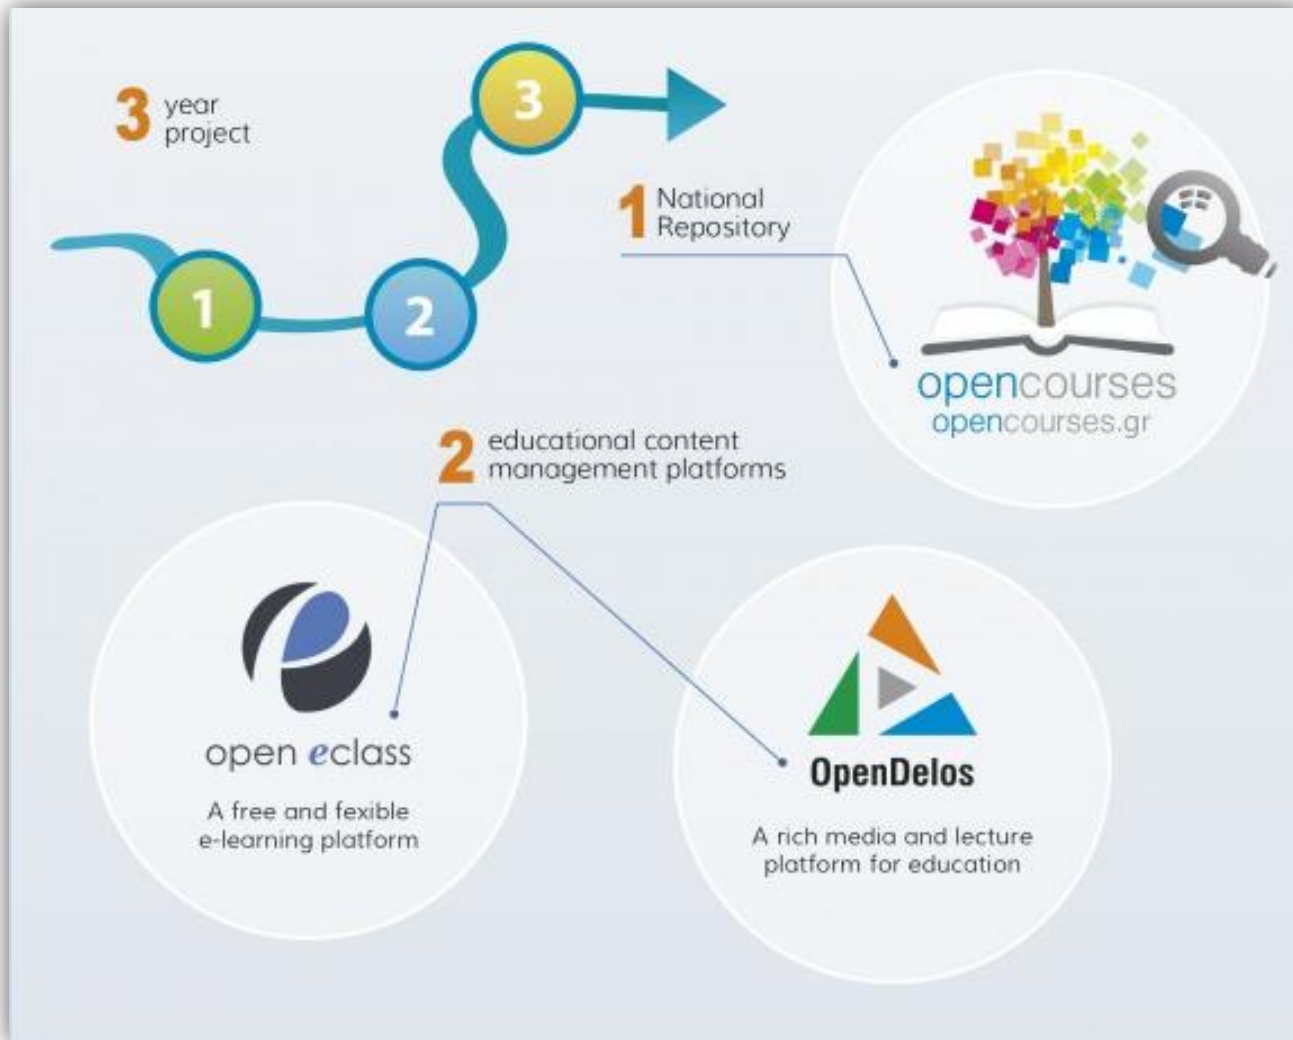 3 year
project
1
2
3
1 National
Repository
opencourses
opencourses.gr
2 educational content
management platforms
open eclass
A free and fexible
e-learning platform
OpenDelos
A rich media and lecture
platform for education